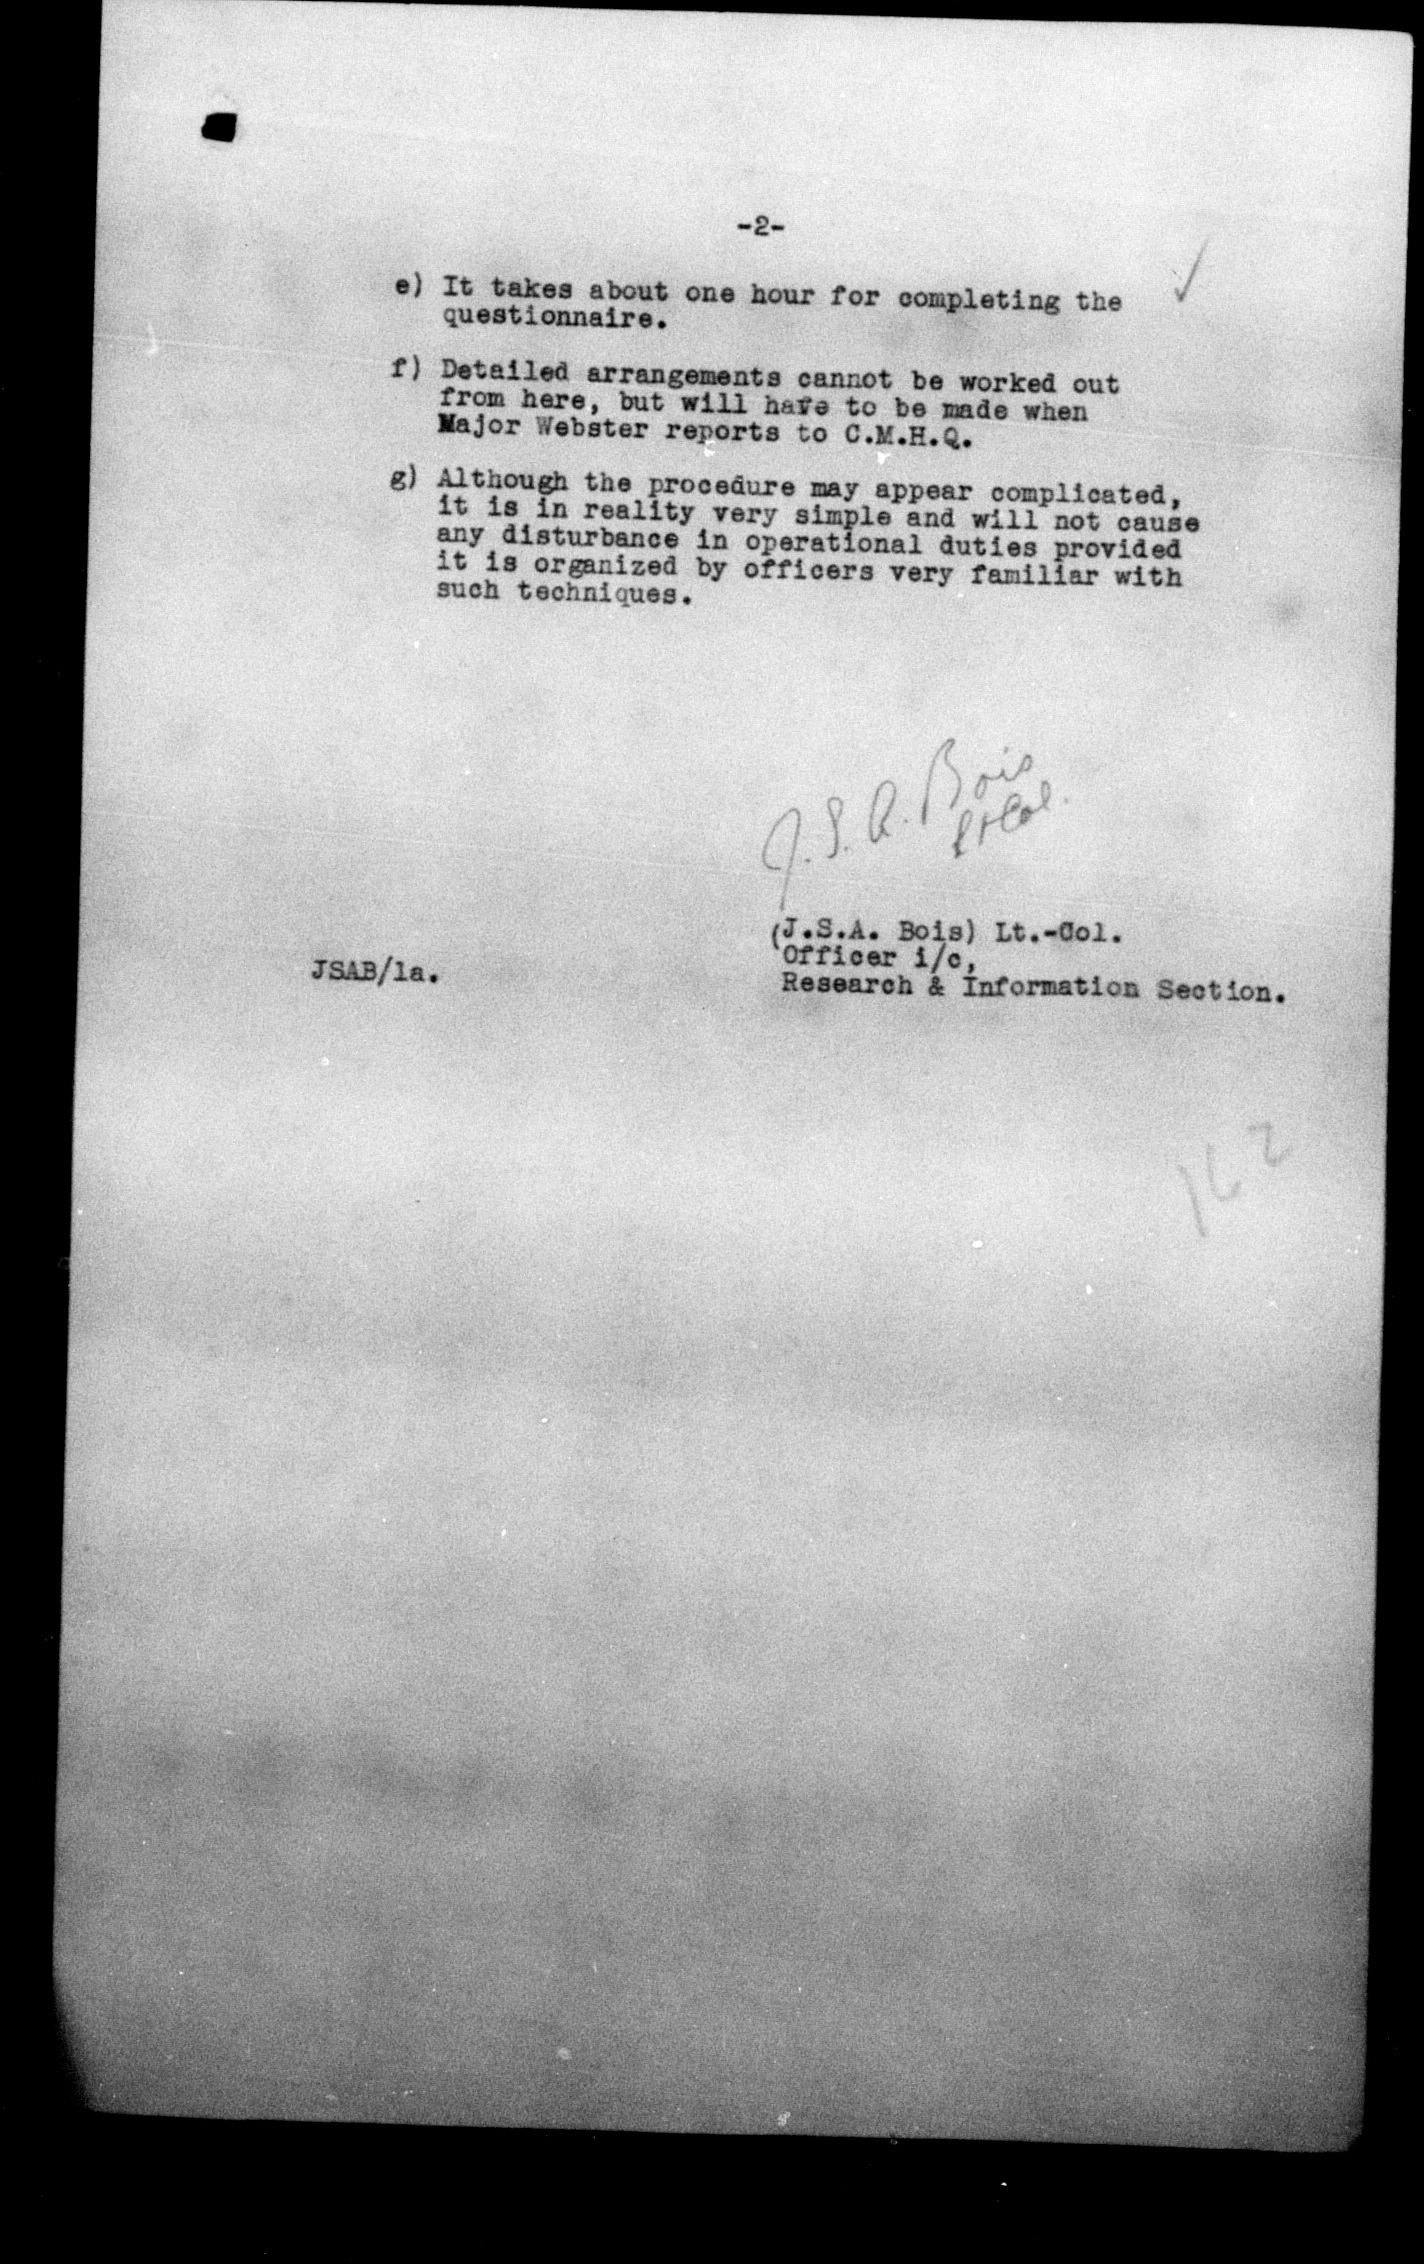 -2-
e) It takes about one hour for completing the
questionnaire.
f) Detailed arrangements cannot be worked out
from here, but will have to be made when
Major Webster reports to C.M.H.Q.
g) Although the procedure may appear complicated,
it is in reality very simple and will not cause
any disturbance in operational duties provided
it is organized by officers very familiar with
such techniques.
J.S.A. Bois
Lt Col.
(J.S.A. Bois) Lt.-Col.
Officer i/c,
JSAB/la.
Research & Information Section.
162